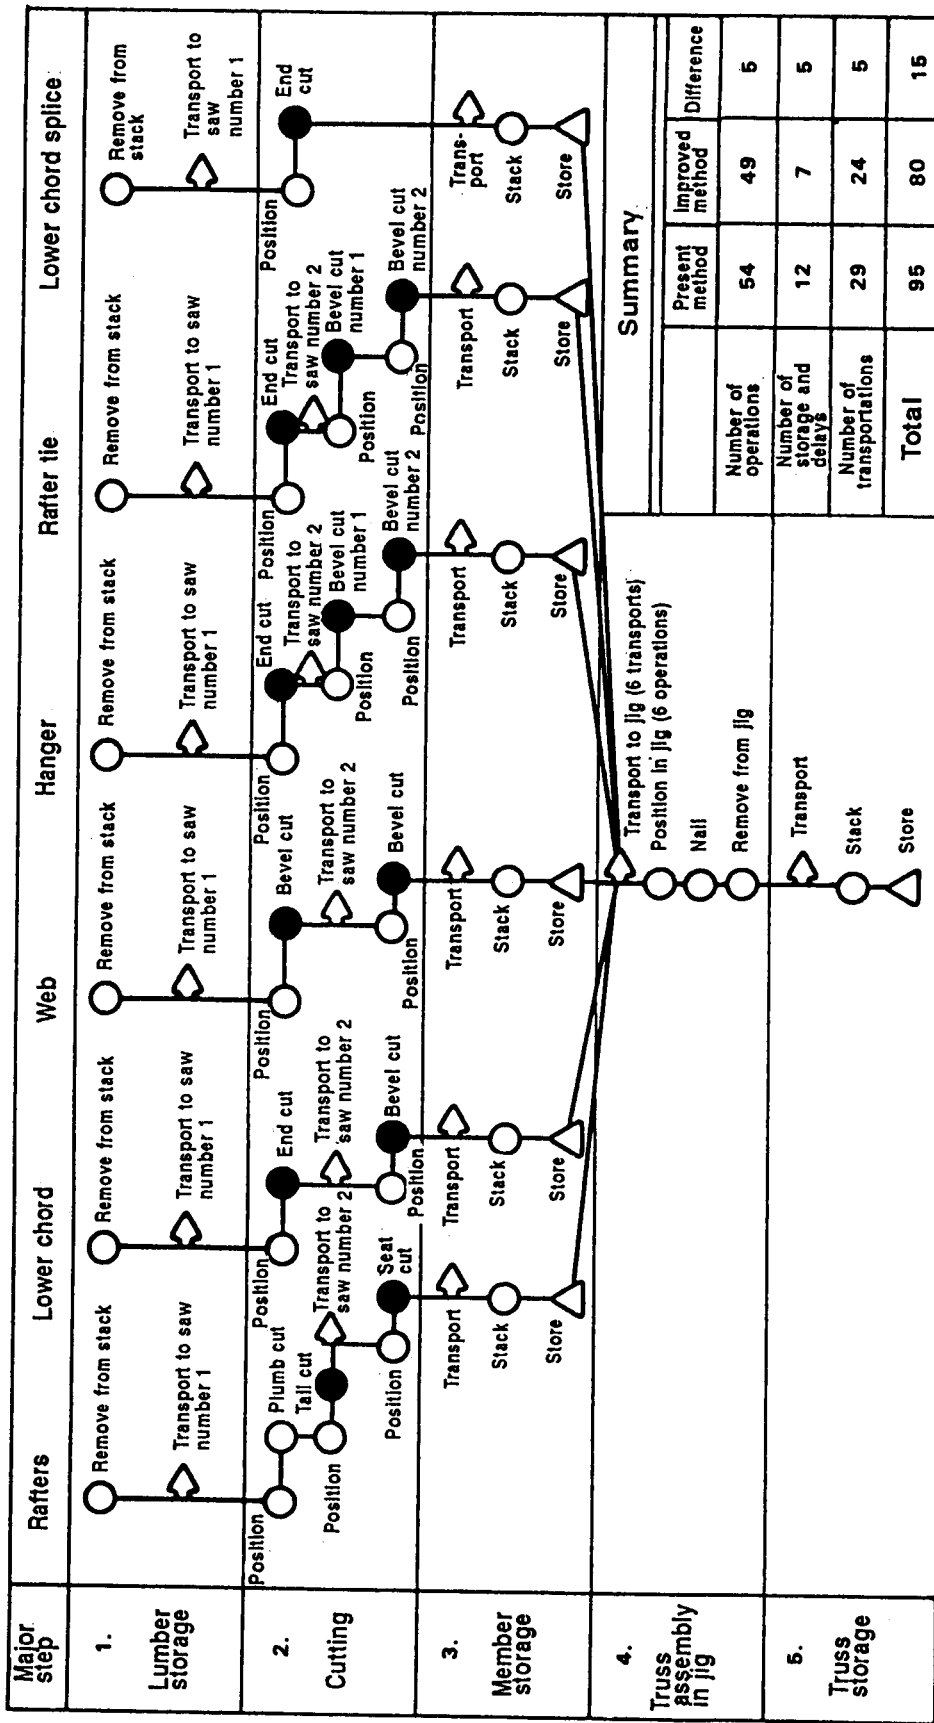 Major
step
Rafters
Lower chord
Web
Hanger
Rafter tie
Lower chord splice
1.
Lumber
storage
Remove from stack
Transport to saw
number 1
Remove from stack
Transport to saw
number 1
Remove from stack
Transport to saw
number 1
Remove from stack
Transport to saw
number 1
Remove from stack
Transport to saw
number 1
Remove from
stack
Transport to
saw
number 1
2.
Cutting
Position
Plumb cut
Position
Tail cut
Transport to
saw number 2
Position
Seat
cut
Position
End cut
Transport to
saw number 2
Position
Bevel cut
Position
Bevel cut
Transport to
saw number 2
Position
Bevel cut
Position
End cut
Transport to
saw number 2
Position
Bevel cut
number 1
Position
Bevel cut
number 2
Position
End cut
Transport to
saw number 2
Position
Bevel cut
number 1
Position
Bevel cut
number 2
Position
End
cut
3.
Member
storage
Transport
Stack
Store
Transport
Stack
Store
Transport
Stack
Store
Transport
Stack
Store
Transport
Stack
Store
Trans-
port
Stack
Store
4.
Truss
assembly
in jig
Transport to jig (6 transports)
Position in jig (6 operations)
Nail
Remove from jig
5.
Truss
storage
Transport
Stack
Store
Summary
Present
method
Improved
method
Difference
Number of
operations
54
49
5
Number of
storage and
delays
12
7
5
Number of
transportations
29
24
5
Total
95
80
15